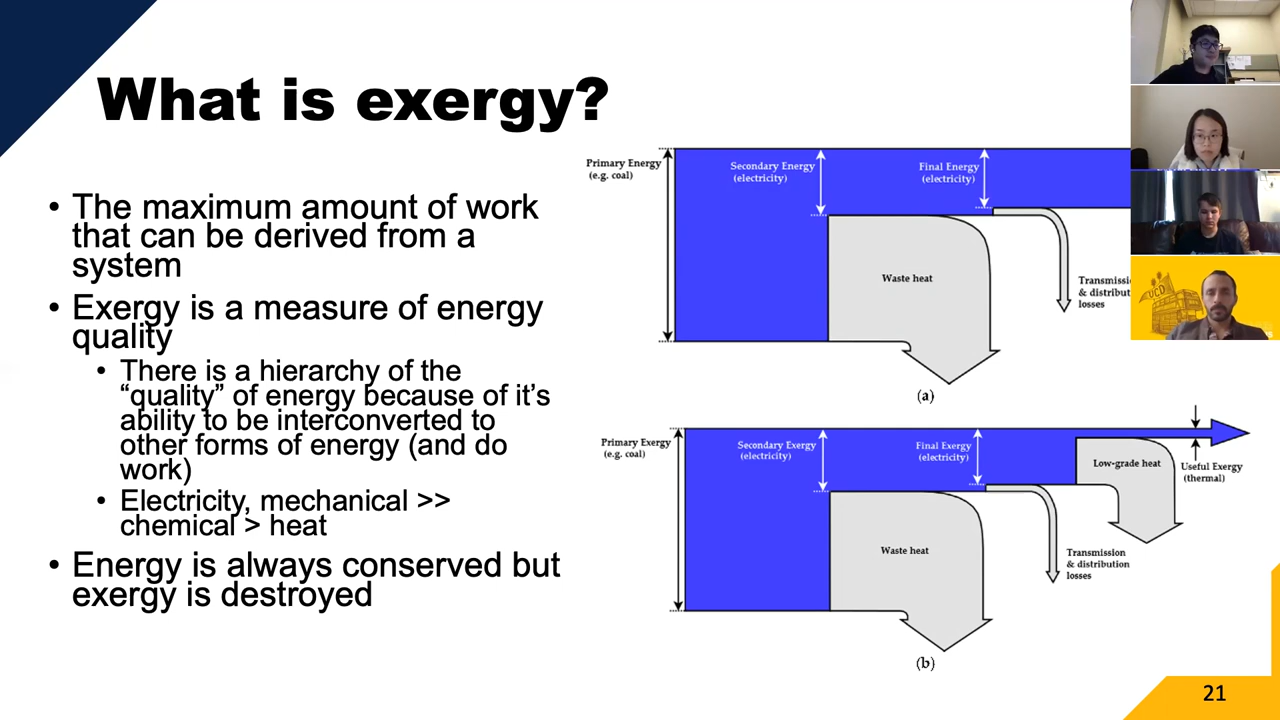 What is exergy?
• The maximum amount of work
that can be derived from a
system
• Exergy is a measure of energy
quality
• There is a hierarchy of the
“quality” of energy because of it’s
ability to be interconverted to
other forms of energy (and do
work)
• Electricity, mechanical >>
chemical > heat
• Energy is always conserved but
exergy is destroyed
Primary Energy
(e.g. coal)
Secondary Energy
(electricity)
Final Energy
(electricity)
Waste heat
Transmissi
& distribut
losses
(a)
Primary Exergy
(e.g. coal)
Secondary Exergy
(electricity)
Final Exergy
(electricity)
Low-grade heat
Useful Exergy
(thermal)
Waste heat
Transmission
& distribution
losses
(b)
UCD
21